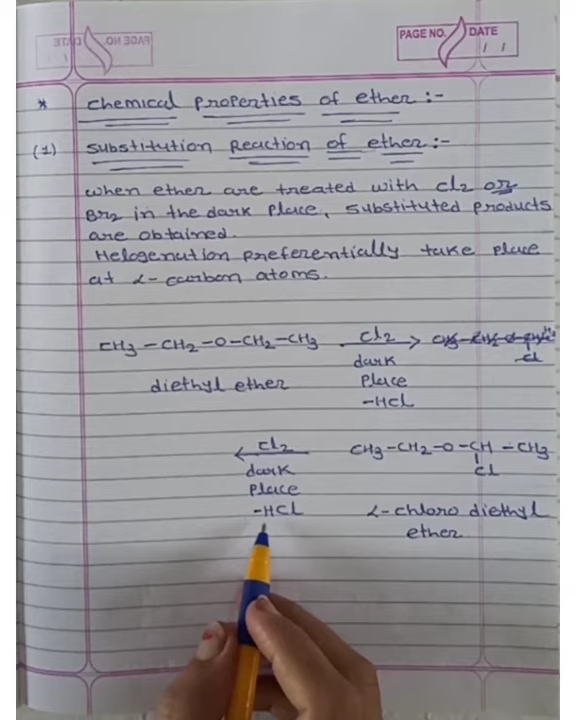 PAGE NO. DATE
/ /
* Chemical Properties of ether :-
(1) substitution Reaction of ether :-
when ether are treated with Cl2 or
Br2 in the dark place, substituted products
are obtained.
Helogenution preferentially take place
at α-carbon atoms.
CH3-CH2-O-CH2-CH3 Cl2 →
dark
diethyl ether place
-HCl
← Cl2 CH3-CH2-O-CH-CH3
dark Cl
place
-HCl α-chloro diethyl
ether